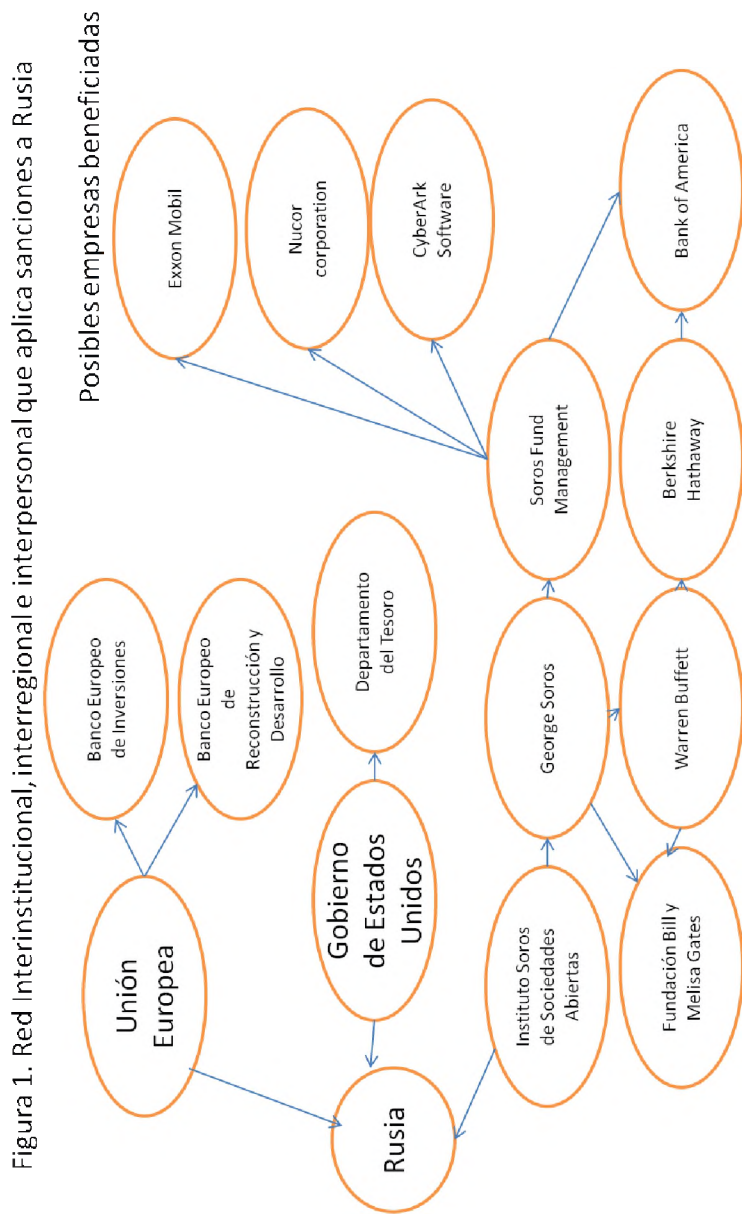 Figura 1. Red Interinstitucional, interregional e interpersonal que aplica sanciones a Rusia
Posibles empresas beneficiadas
Unión
Europea
Banco Europeo
de Inversiones
Banco Europeo
de
Reconstrucción y
Desarrollo
Exxon Mobil
Nucor
corporation
CyberArk
Software
Rusia
Gobierno
de Estados
Unidos
Departamento
del Tesoro
Instituto Soros
de Sociedades
Abiertas
George Soros
Soros Fund
Management
Fundación Bill y
Melisa Gates
Warren Buffett
Berkshire
Hathaway
Bank of America